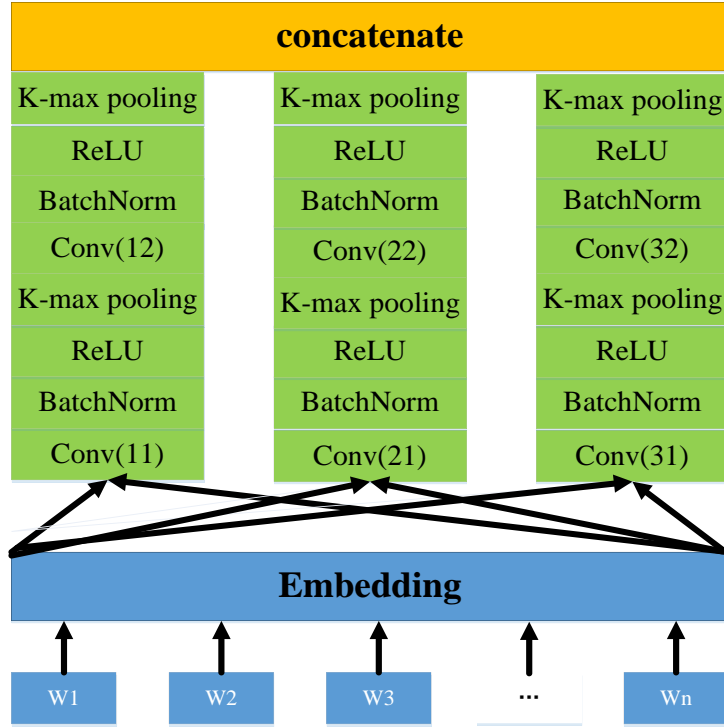 concatenate
K-max pooling K-max pooling K-max pooling
ReLU ReLU ReLU
BatchNorm BatchNorm BatchNorm
Conv(12) Conv(22) Conv(32)
K-max pooling K-max pooling K-max pooling
ReLU ReLU ReLU
BatchNorm BatchNorm BatchNorm
Conv(11) Conv(21) Conv(31)
Embedding
W1 W2 W3 ... Wn